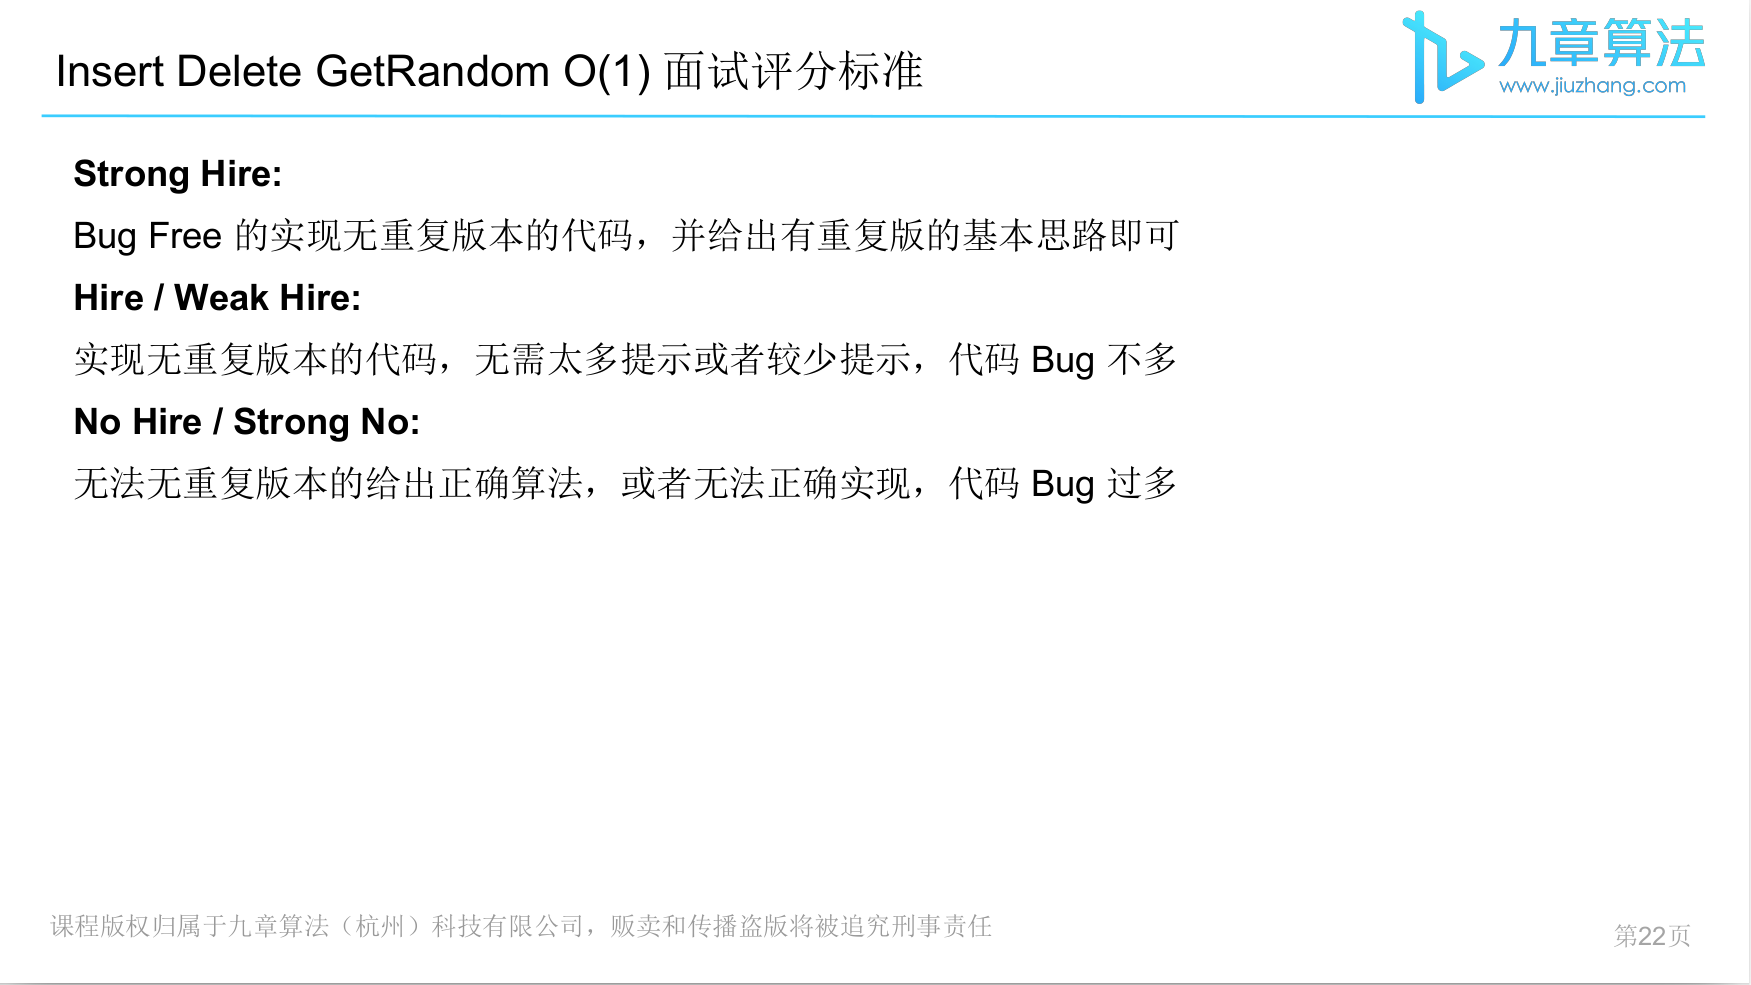 Insert Delete GetRandom O(1) 面试评分标准
九章算法
www.jiuzhang.com
Strong Hire:
Bug Free 的实现无重复版本的代码，并给出有重复版的基本思路即可
Hire / Weak Hire:
实现无重复版本的代码，无需太多提示或者较少提示，代码 Bug 不多
No Hire / Strong No:
无法无重复版本的给出正确算法，或者无法正确实现，代码 Bug 过多
课程版权归属于九章算法（杭州）科技有限公司，贩卖和传播盗版将被追究刑事责任
第22页